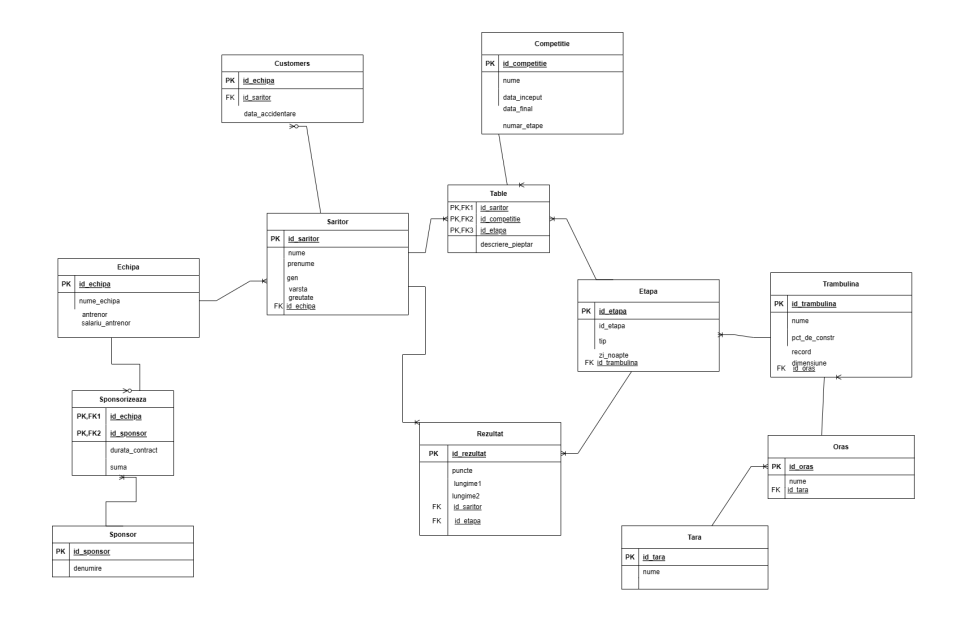 Customers
PK id_echipa
FK id_saritor
data_accidentare
Competitie
PK id_competitie
nume
data_inceput
data_final
numar_etape
Table
PK,FK1 id_saritor
PK,FK2 id_competitie
PK,FK3 id_etapa
descriere_pieptar
Saritor
PK id_saritor
nume
prenume
gen
varsta
greutate
FK id_echipa
Echipa
PK id_echipa
nume_echipa
antrenor
salariu_antrenor
Etapa
PK id_etapa
id_etapa
tip
zi_noapte
FK id_trambulina
Trambulina
PK id_trambulina
nume
pct_de_constr
record
dimensiune
FK id_oras
Sponsorizeaza
PK,FK1 id_echipa
PK,FK2 id_sponsor
durata_contract
suma
Rezultat
PK id_rezultat
puncte
lungime1
lungime2
FK id_saritor
FK id_etapa
Oras
PK id_oras
nume
FK id_tara
Sponsor
PK id_sponsor
denumire
Tara
PK id_tara
nume